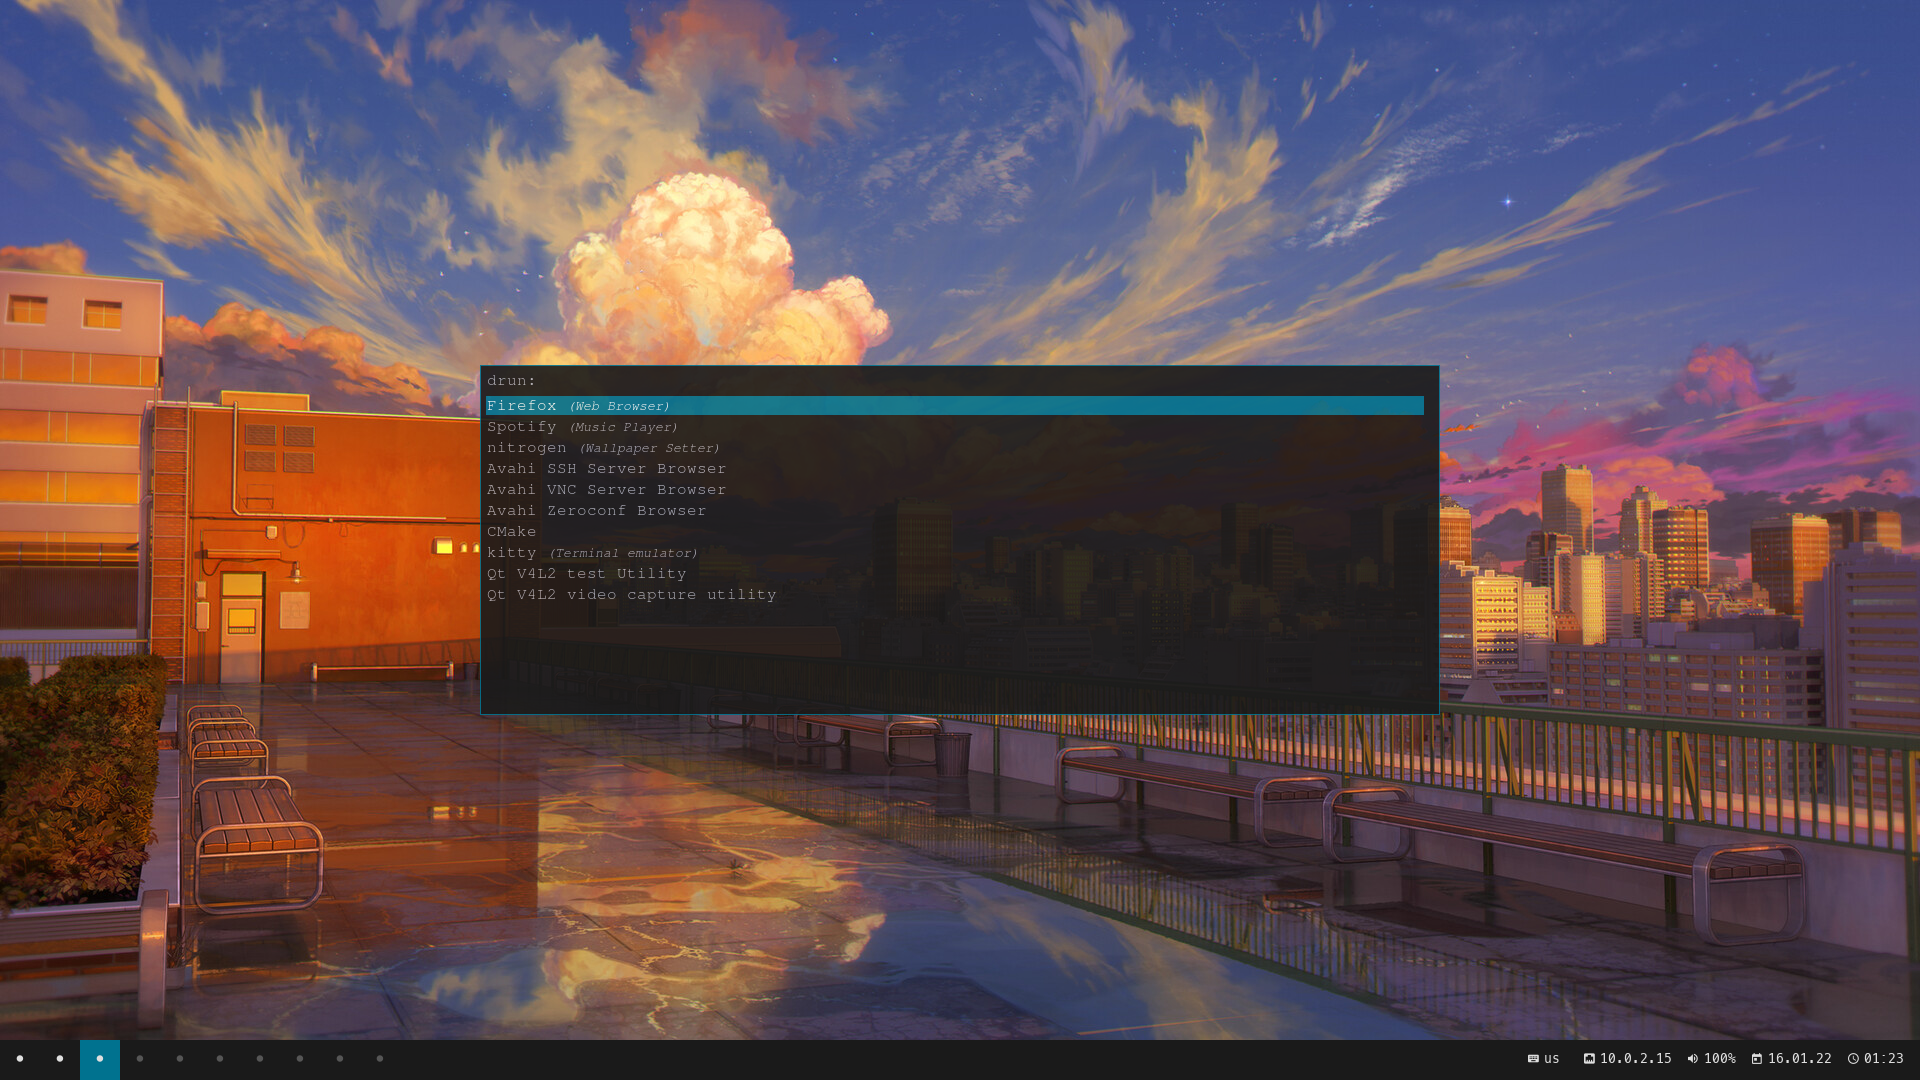 drun:
Firefox (Web Browser)
Spotify (Music Player)
nitrogen (Wallpaper Setter)
Avahi SSH Server Browser
Avahi VNC Server Browser
Avahi Zeroconf Browser
CMake
kitty (Terminal emulator)
Qt V4L2 test Utility
Qt V4L2 video capture utility
us 10.0.2.15 100% 16.01.22 01:23